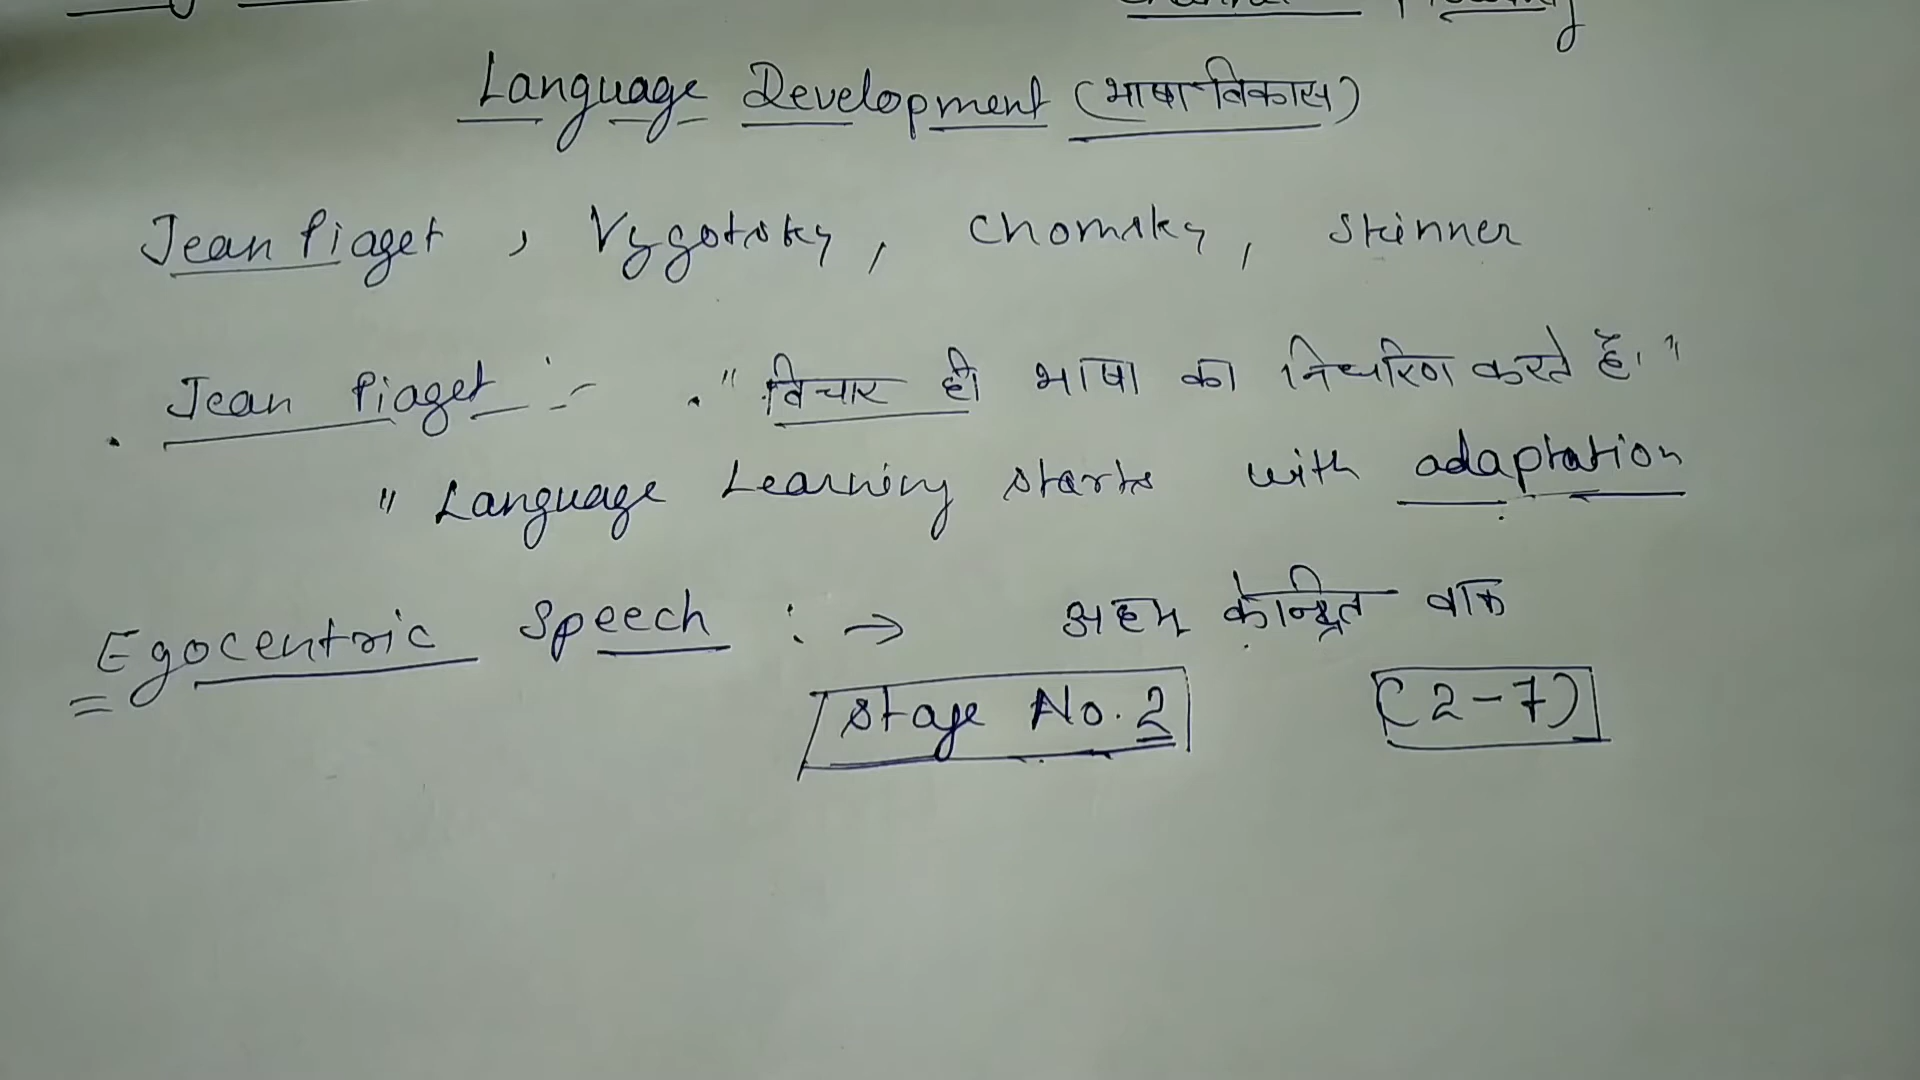 Language Development (भाषा विकास)
Jean Piaget , Vygotsky , Chomsky , Skinner
. Jean Piaget :- . " विचार ही भाषा का निर्धारण करते हैं। "
" Language Learning starts with adaptation
Egocentric Speech : → अहम केन्द्रित वाक
Stage No. 2 (2-7)